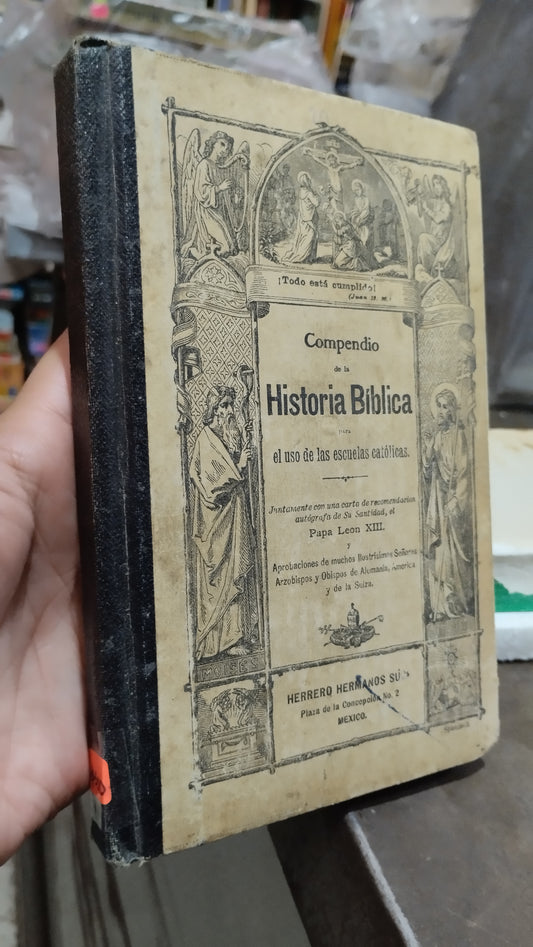 ¡Todo está cumplido!
(Juan
Compendio
de la
Historia Bíblica
para
el uso de las escuelas católicas.
Juntamente con una carta de recomendación
autógrafa de Su Santidad, el
Papa Leon XIII.
y
Aprobaciones de muchos Ilustrísimos Señores
Arzobispos y Obispos de Alemania, América
y de la Suiza.
MOISES
HERRERO HERMANOS
Plaza de la Concepción No. 2
MEXICO.